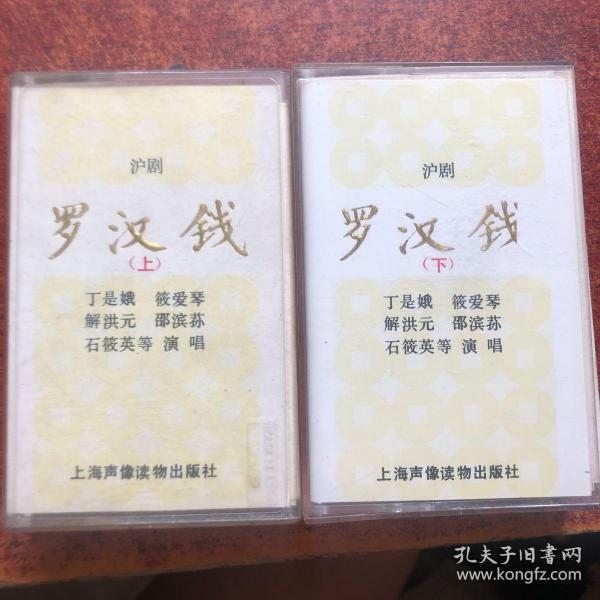 沪剧
罗汉钱
(上)
丁是娥 筱爱琴
解洪元 邵滨荪
石筱英等 演 唱
上海声像读物出版社
沪剧
罗汉钱
(下)
丁是娥 筱爱琴
解洪元 邵滨荪
石筱英等 演 唱
上海声像读物出版社
孔夫子旧书网
www.kongfz.com